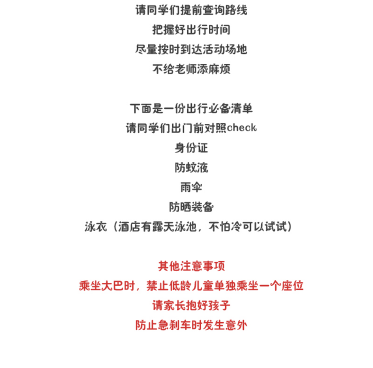 请同学们提前查询路线
把握好出行时间
尽量按时到达活动场地
不给老师添麻烦
下面是一份出行必备清单
请同学们出门前对照check
身份证
防蚊液
雨伞
防晒装备
泳衣（酒店有露天泳池，不怕冷可以试试）
其他注意事项
乘坐大巴时，禁止低龄儿童单独乘坐一个座位
请家长抱好孩子
防止急刹车时发生意外